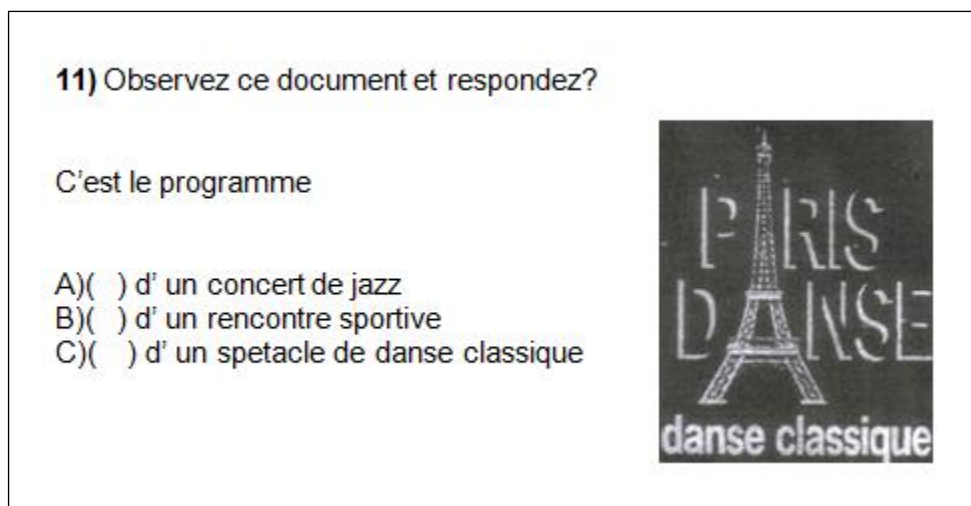 11) Observez ce document et respondez?
C'est le programme
A)(  ) d' un concert de jazz
B)(  ) d' un rencontre sportive
C)(  ) d' un spetacle de danse classique
PARIS
DANSE
danse classique